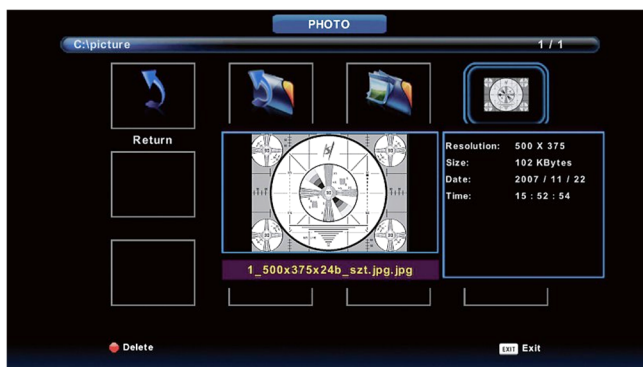 PHOTO
C:\picture
1 / 1
Return
Resolution: 500 X 375
Size: 102 KBytes
Date: 2007 / 11 / 22
Time: 15 : 52 : 54
1_500x375x24b_szt.jpg.jpg
Delete
EXIT Exit